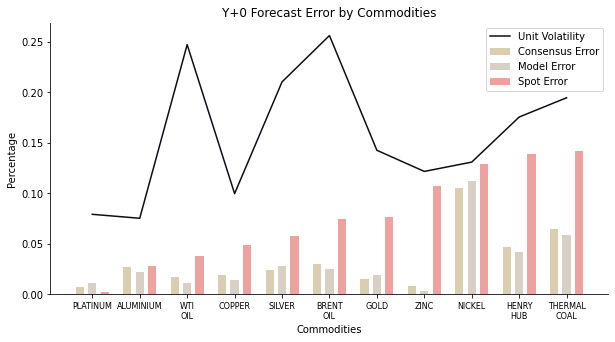 Y+0 Forecast Error by Commodities
Unit Volatility
Consensus Error
Model Error
Spot Error
Percentage
0.25
0.20
0.15
0.10
0.05
0.00
PLATINUM ALUMINIUM WTI COPPER SILVER BRENT GOLD ZINC NICKEL HENRY THERMAL
OIL OIL HUB COAL
Commodities